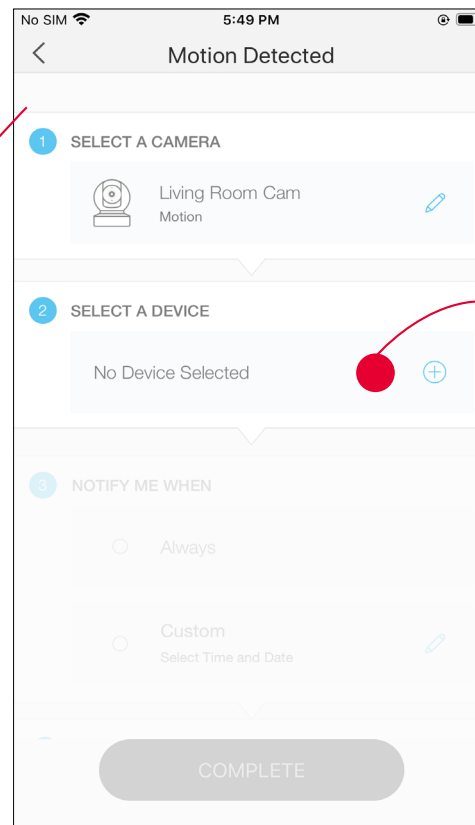 No SIM 5:49 PM
Motion Detected
1 SELECT A CAMERA
Living Room Cam
Motion
2 SELECT A DEVICE
No Device Selected
3 NOTIFY ME WHEN
Always
Custom
Select Time and Date
COMPLETE